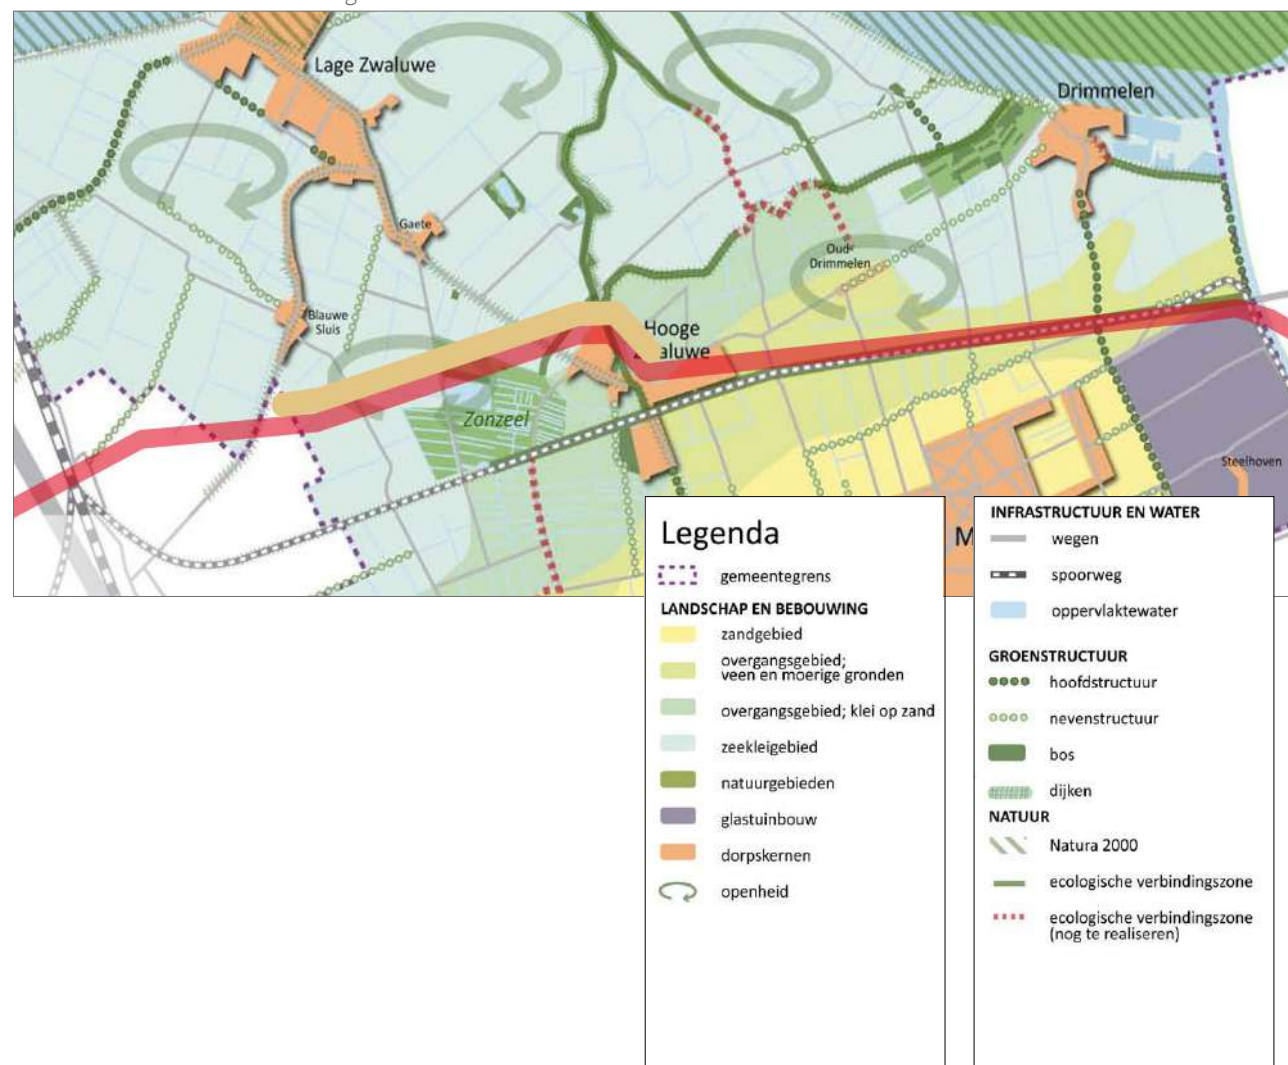 Lage Zwaluwe
Drimmelen
Gaete
Oud-
Drimmelen
Blauwe
Sluis
Hooge
aluwe
Zonzeel
Steelhoven
M
Legenda
gemeentegrens
LANDSCHAP EN BEBOUWING
zandgebied
overgangsgebied;
veen en moerige gronden
overgangsgebied; klei op zand
zeekleigebied
natuurgebieden
glastuinbouw
dorpskernen
openheid
INFRASTRUCTUUR EN WATER
wegen
spoorweg
oppervlaktewater
GROENSTRUCTUUR
hoofdstructuur
nevenstructuur
bos
dijken
NATUUR
Natura 2000
ecologische verbindingszone
ecologische verbindingszone
(nog te realiseren)